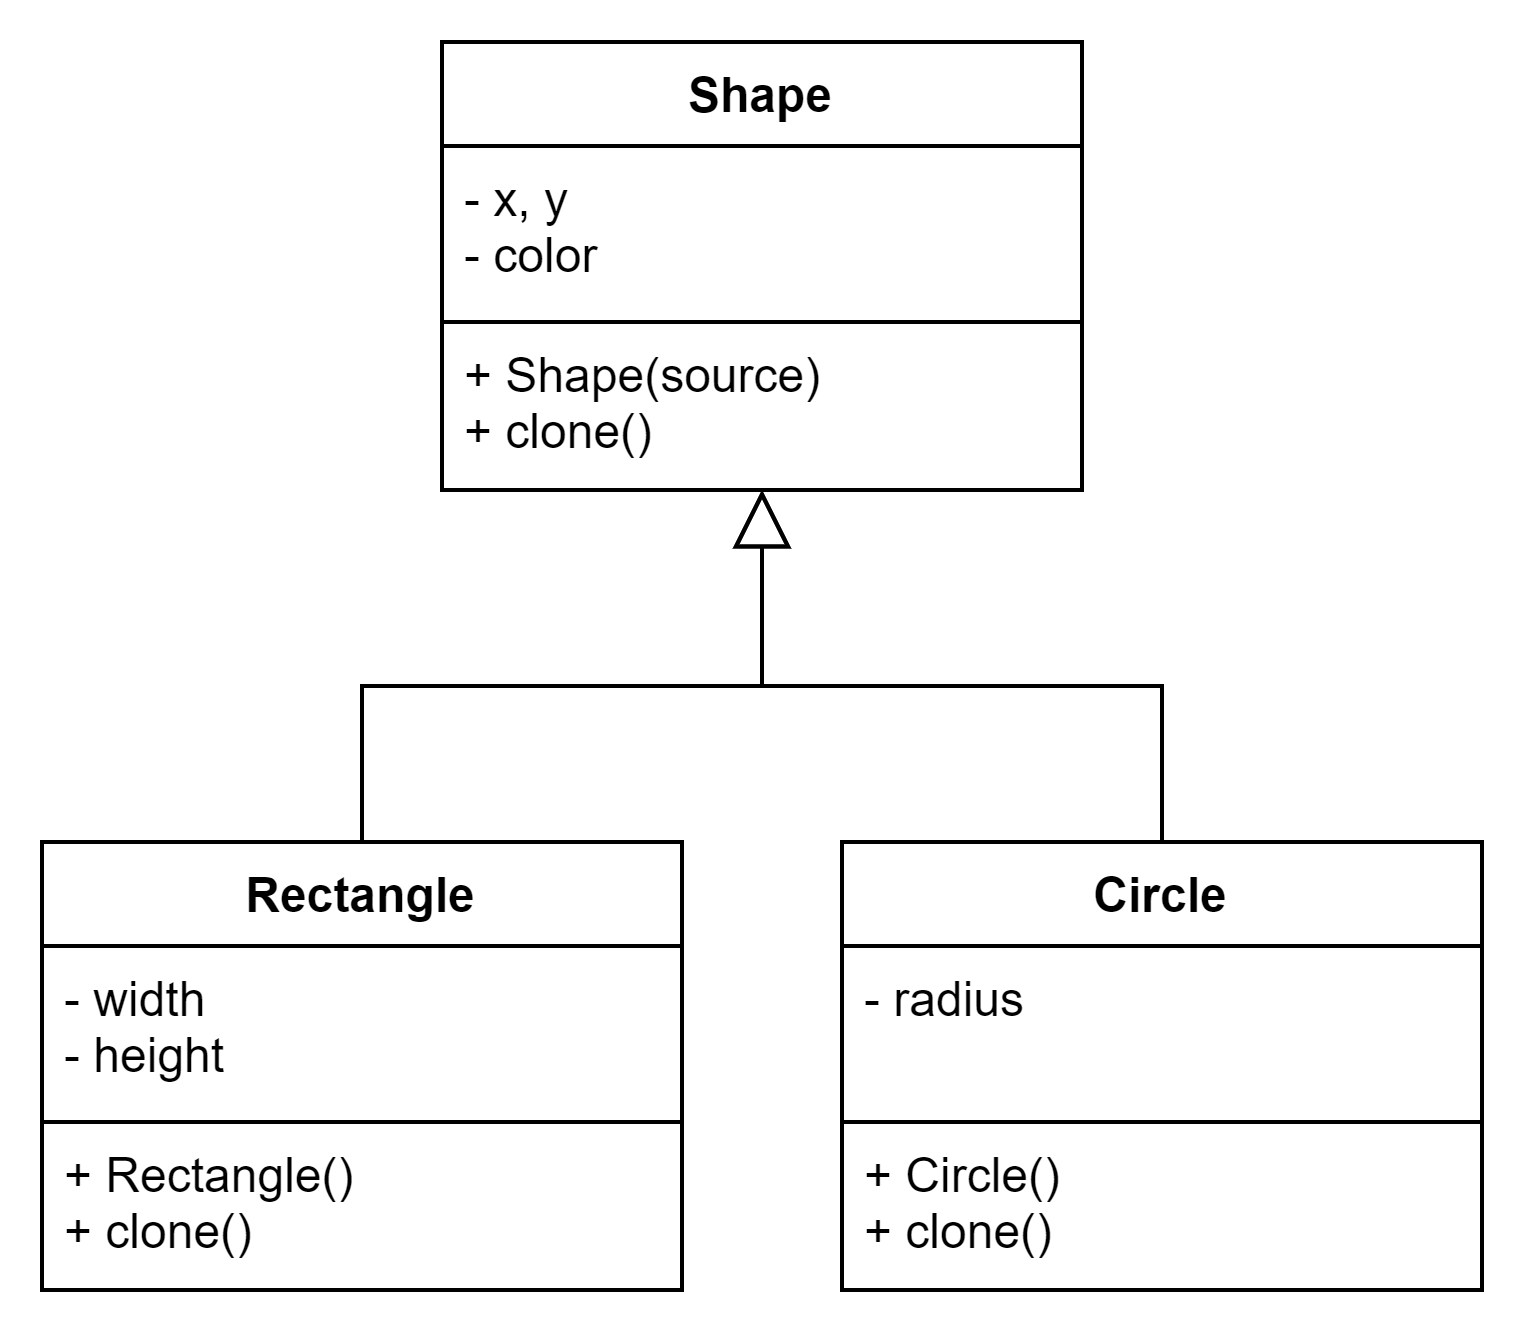 Shape
- x, y
- color
+ Shape(source)
+ clone()
Rectangle
- width
- height
+ Rectangle()
+ clone()
Circle
- radius
+ Circle()
+ clone()